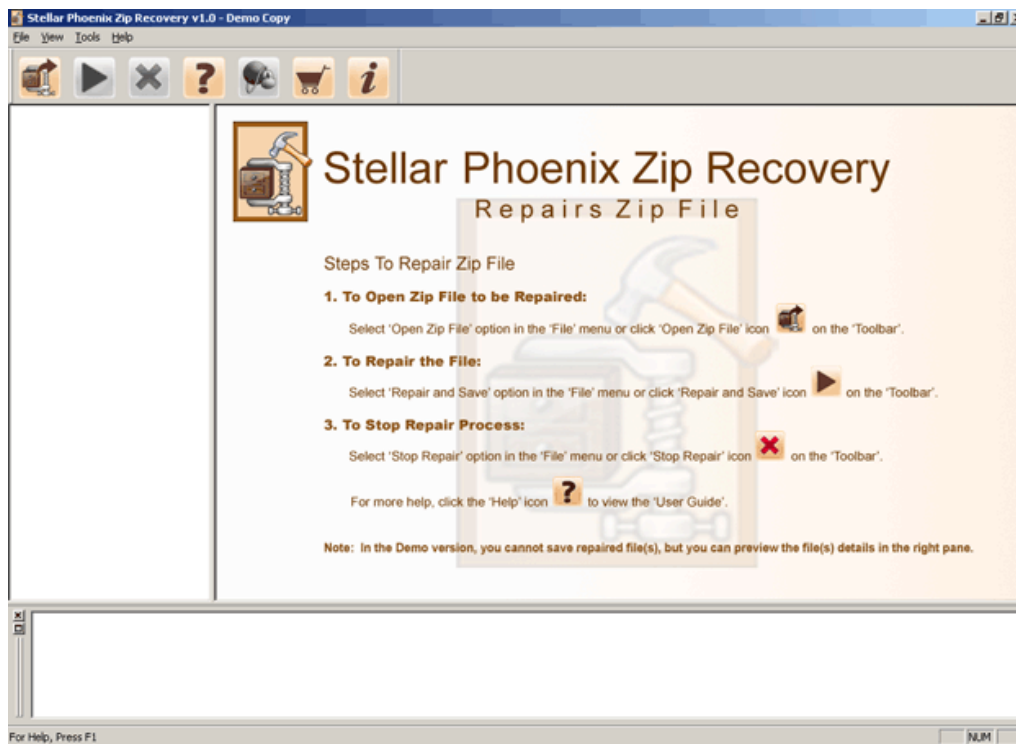 Stellar Phoenix Zip Recovery v1.0 - Demo Copy
File View Tools Help
Stellar Phoenix Zip Recovery
Repairs Zip File
Steps To Repair Zip File
1. To Open Zip File to be Repaired:
Select 'Open Zip File' option in the 'File' menu or click 'Open Zip File' icon on the 'Toolbar'.
2. To Repair the File:
Select 'Repair and Save' option in the 'File' menu or click 'Repair and Save' icon on the 'Toolbar'.
3. To Stop Repair Process:
Select 'Stop Repair' option in the 'File' menu or click 'Stop Repair' icon on the 'Toolbar'.
For more help, click the 'Help' icon to view the 'User Guide'.
Note: In the Demo version, you cannot save repaired file(s), but you can preview the file(s) details in the right pane.
For Help, Press F1
NUM